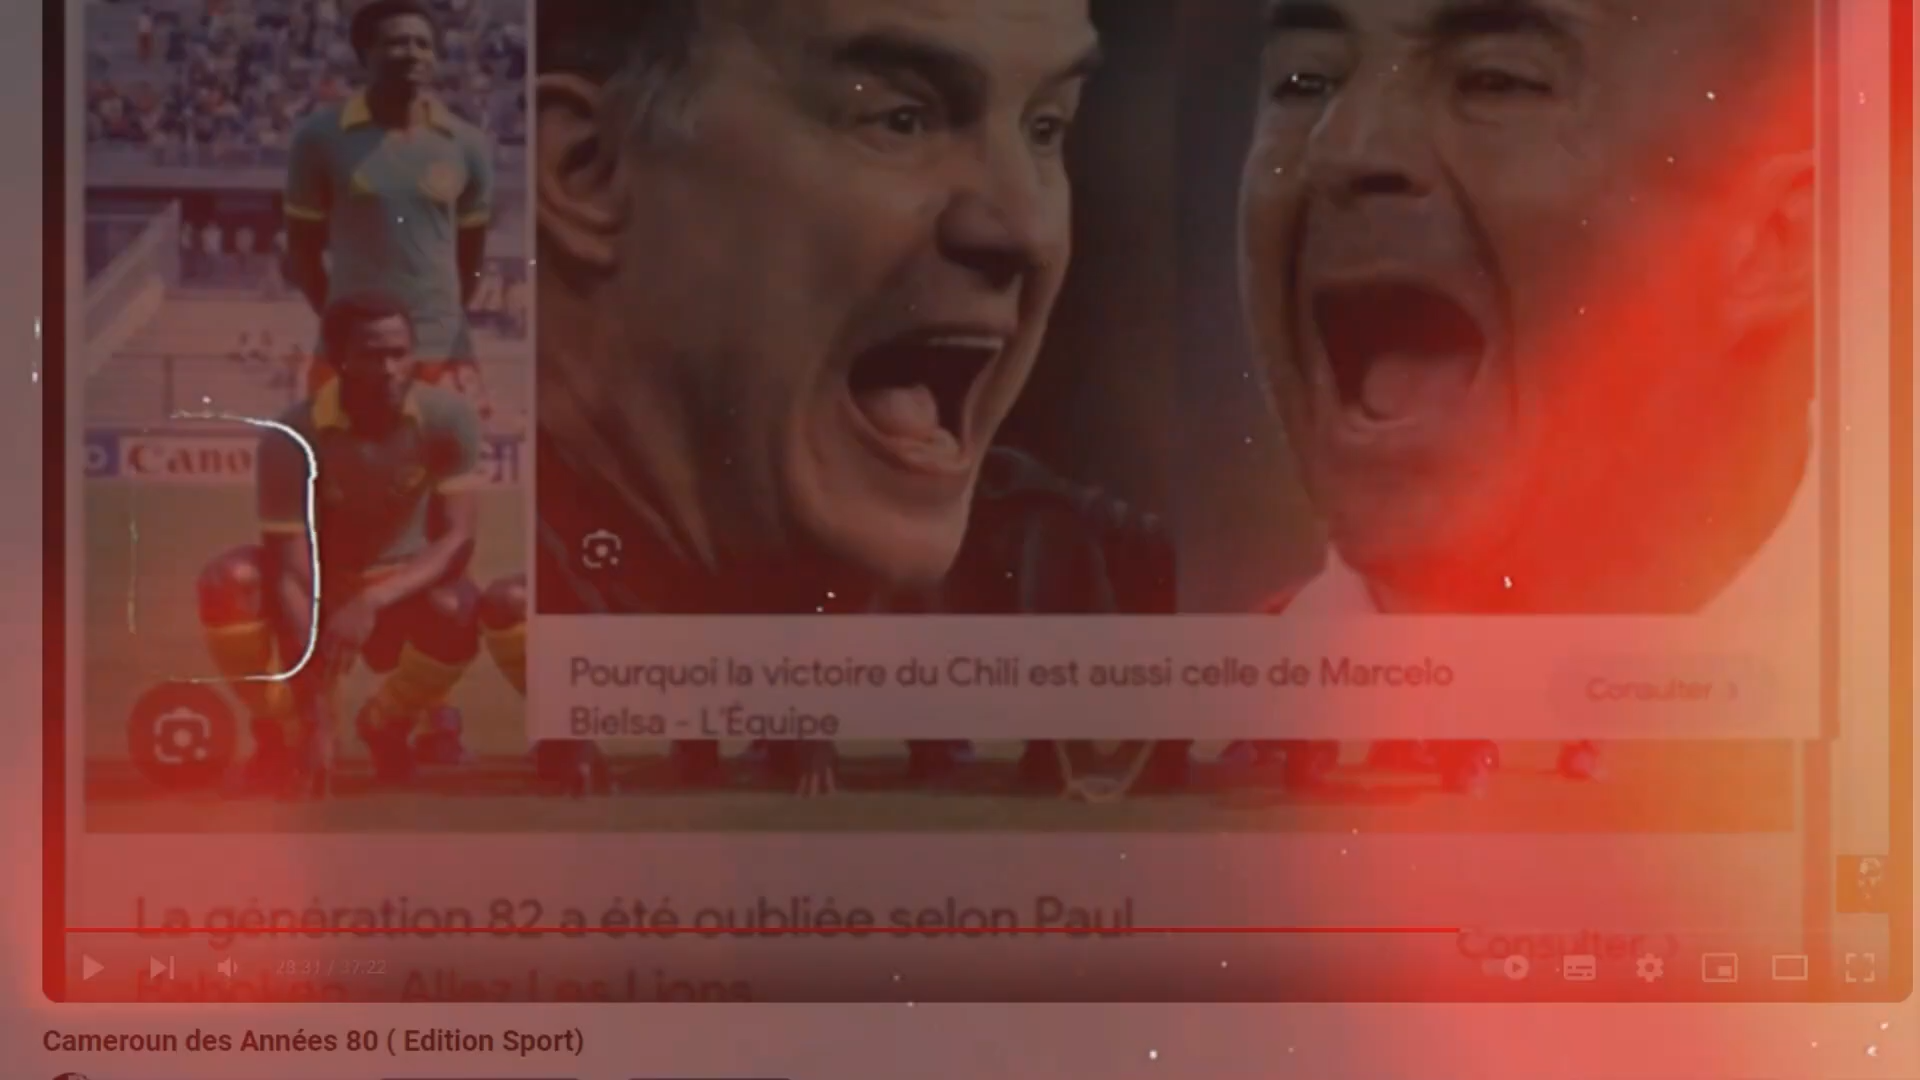 Cano
Pourquoi la victoire du Chili est aussi celle de Marcelo
Bielsa - L'Équipe
Consulter
La génération 82 a été oubliée selon Paul
Consulter
28:31 / 37:22
Allez Les Lions
Cameroun des Années 80 ( Edition Sport)